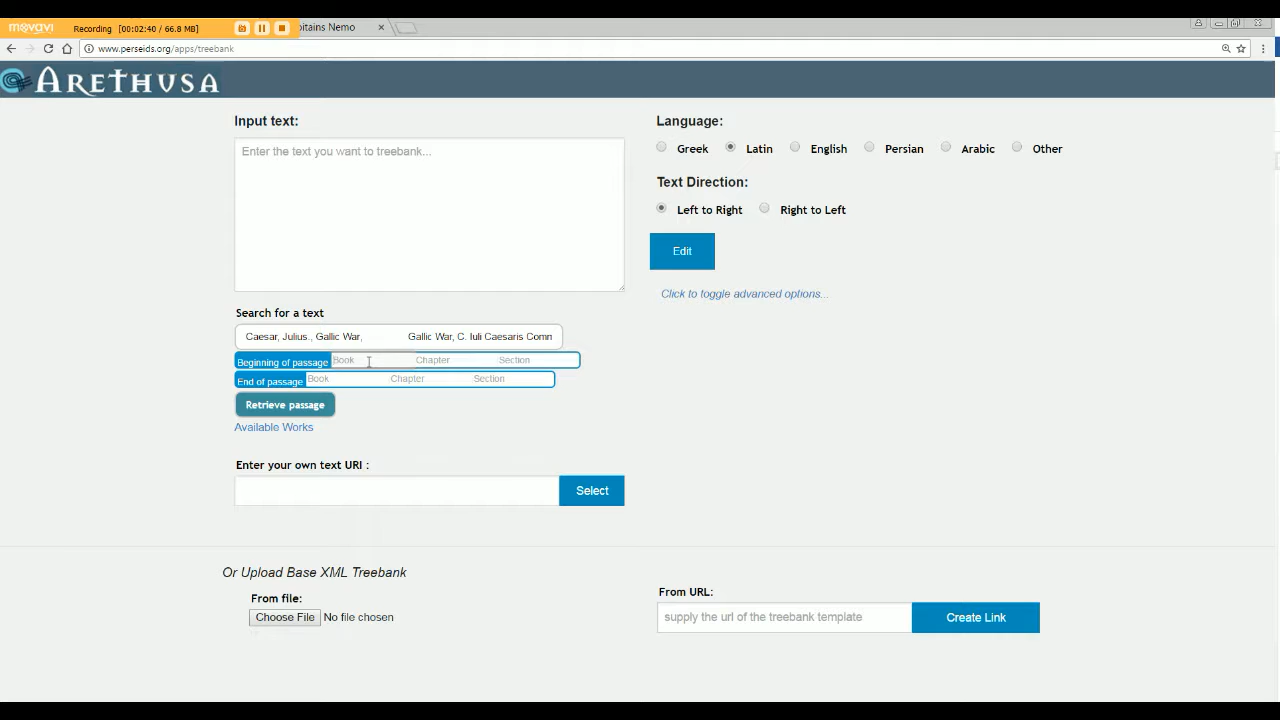 movavi
Recording [00:02:40 / 66.8 MB]
pitains Nemo
www.perseids.org/apps/treebank
ARETHUSA
Input text:
Enter the text you want to treebank...
Language:
Greek Latin English Persian Arabic Other
Text Direction:
Left to Right Right to Left
Edit
Click to toggle advanced options...
Search for a text
Caesar, Julius., Gallic War, Gallic War, C. Iuli Caesaris Comn
Beginning of passage Book Chapter Section
End of passage Book Chapter Section
Retrieve passage
Available Works
Enter your own text URI :
Select
Or Upload Base XML Treebank
From file:
Choose File No file chosen
From URL:
supply the url of the treebank template
Create Link